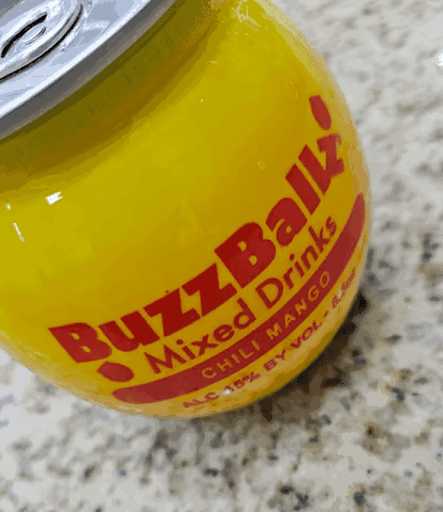 BuzzBallz
Mixed Drinks
CHILI MANGO
ALC 15% BY VOL •